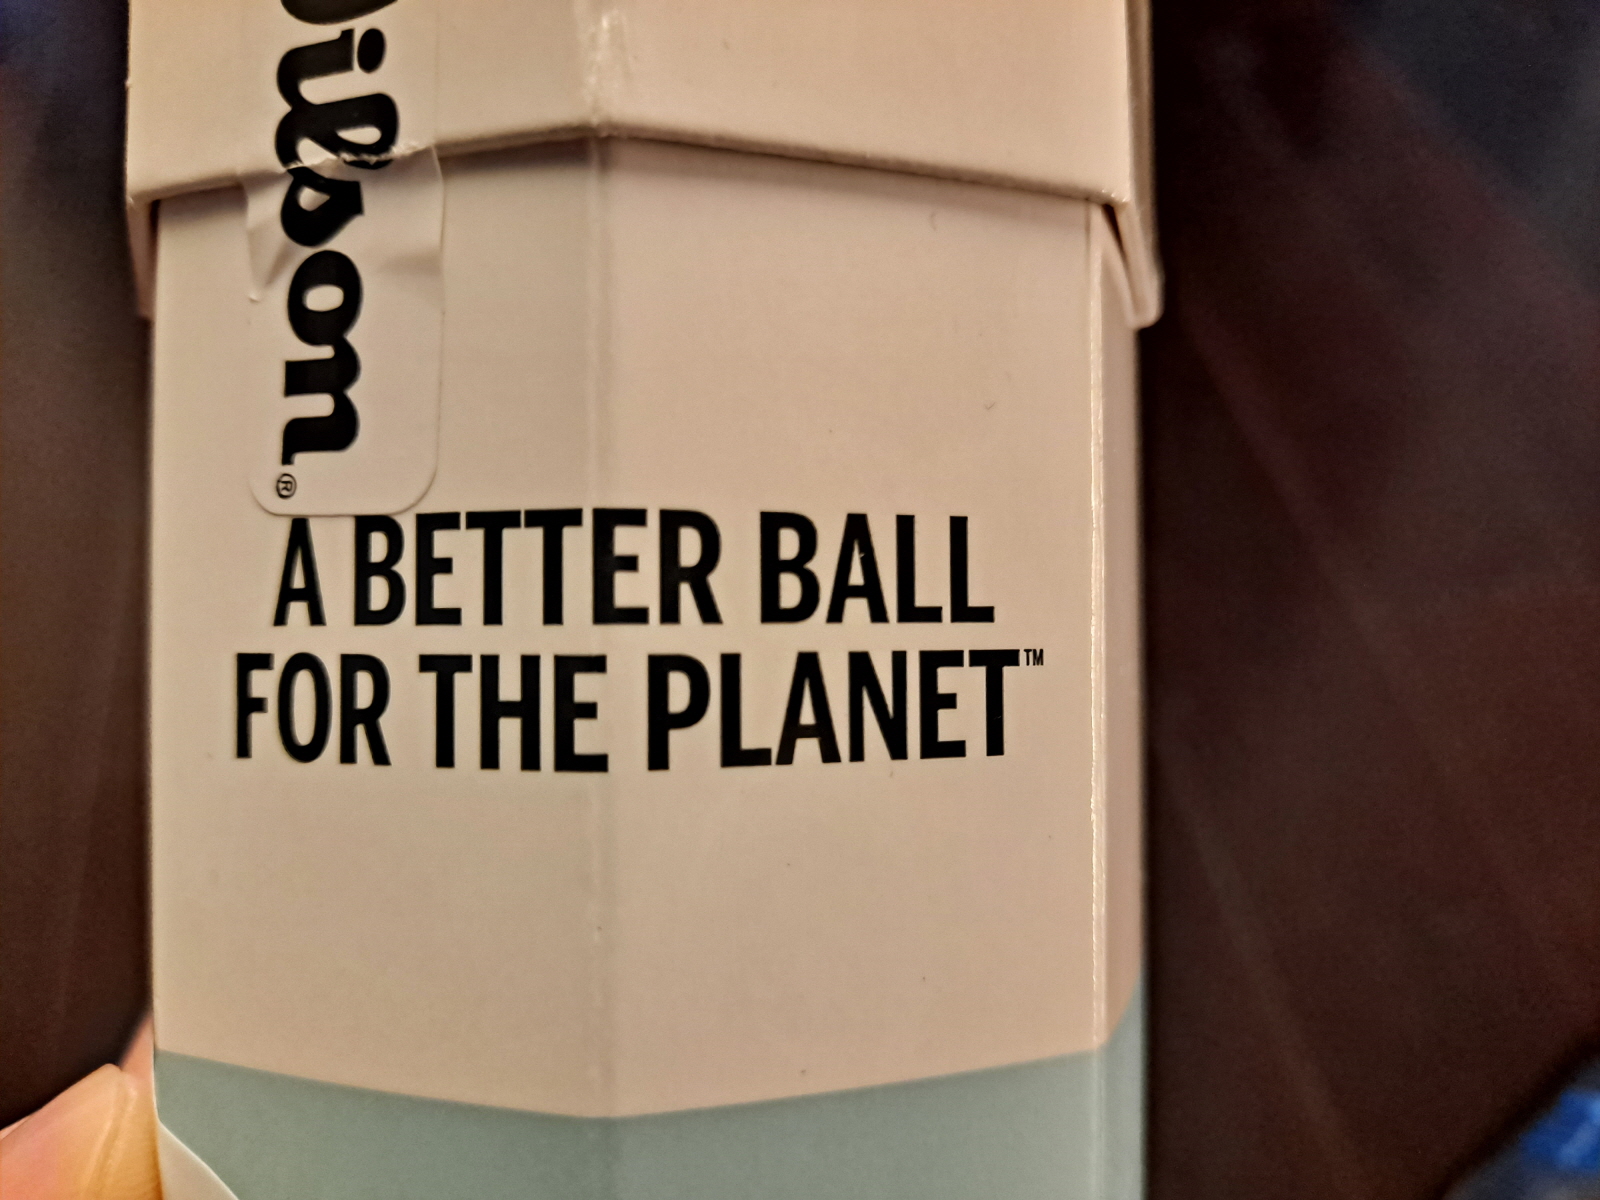 Wilson®
A BETTER BALL
FOR THE PLANET™